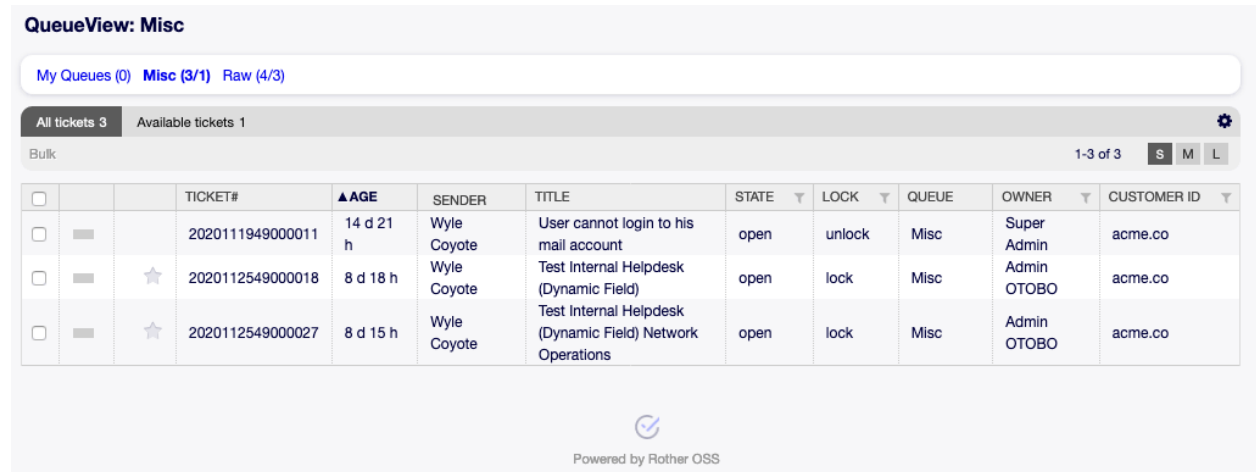 QueueView: Misc
My Queues (0) Misc (3/1) Raw (4/3)
All tickets 3 Available tickets 1
Bulk 1-3 of 3 S M L
TICKET# ▲AGE SENDER TITLE STATE LOCK QUEUE OWNER CUSTOMER ID
2020111949000011 14 d 21 h Wyle Coyote User cannot login to his mail account open unlock Misc Super Admin acme.co
2020112549000018 8 d 18 h Wyle Coyote Test Internal Helpdesk (Dynamic Field) open lock Misc Admin OTOBO acme.co
2020112549000027 8 d 15 h Wyle Coyote Test Internal Helpdesk (Dynamic Field) Network Operations open lock Misc Admin OTOBO acme.co
Powered by Rother OSS